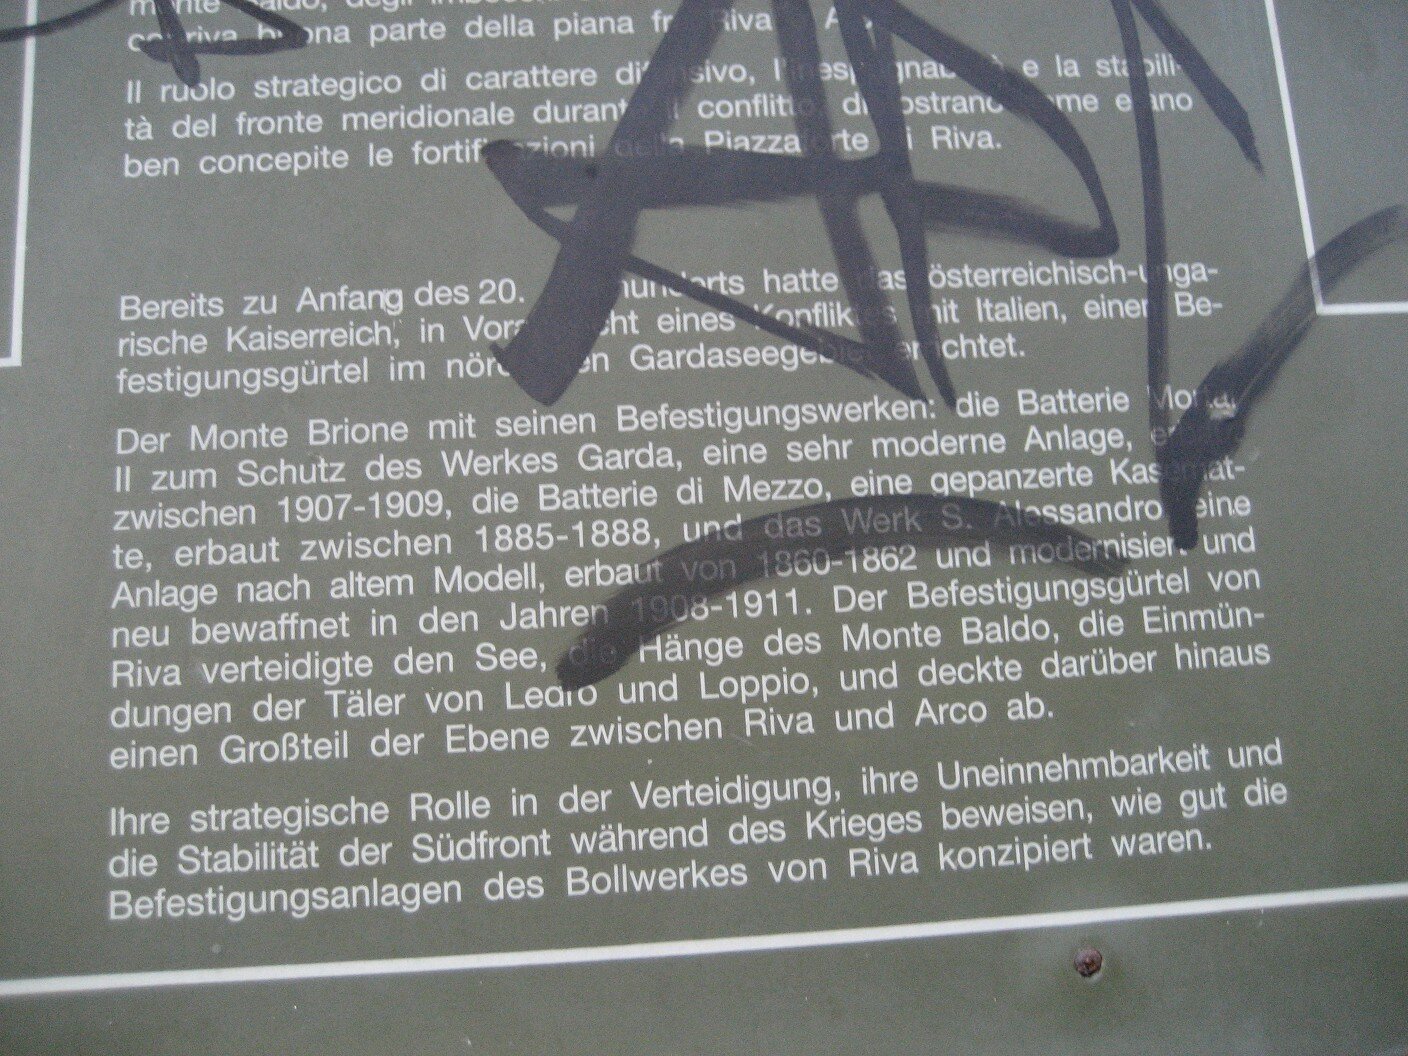 buona parte della piana fra Riva
Il ruolo strategico di carattere difensivo, l'inespugnabilità e la stabili-
tà del fronte meridionale durante il conflitto, dimostrano come erano
ben concepite le fortificazioni della Piazzaforte di Riva.
Bereits zu Anfang des 20. hatte das österreichisch-unga-
rische Kaiserreich, in Voraussicht eines Konfliktes mit Italien, einen Be-
festigungsgürtel im nördlichen Gardaseegebiet errichtet.
Der Monte Brione mit seinen Befestigungswerken: die Batterie
II zum Schutz des Werkes Garda, eine sehr moderne Anlage,
zwischen 1907-1909, die Batterie di Mezzo, eine gepanzerte Kasemat-
te, erbaut zwischen 1885-1888, und das Werk S. Alessandro, eine
Anlage nach altem Modell, erbaut von 1860-1862 und modernisiert und
neu bewaffnet in den Jahren 1908-1911. Der Befestigungsgürtel von
Riva verteidigte den See, die Hänge des Monte Baldo, die Einmün-
dungen der Täler von Ledro und Loppio, und deckte darüber hinaus
einen Großteil der Ebene zwischen Riva und Arco ab.
Ihre strategische Rolle in der Verteidigung, ihre Uneinnehmbarkeit und
die Stabilität der Südfront während des Krieges beweisen, wie gut die
Befestigungsanlagen des Bollwerkes von Riva konzipiert waren.